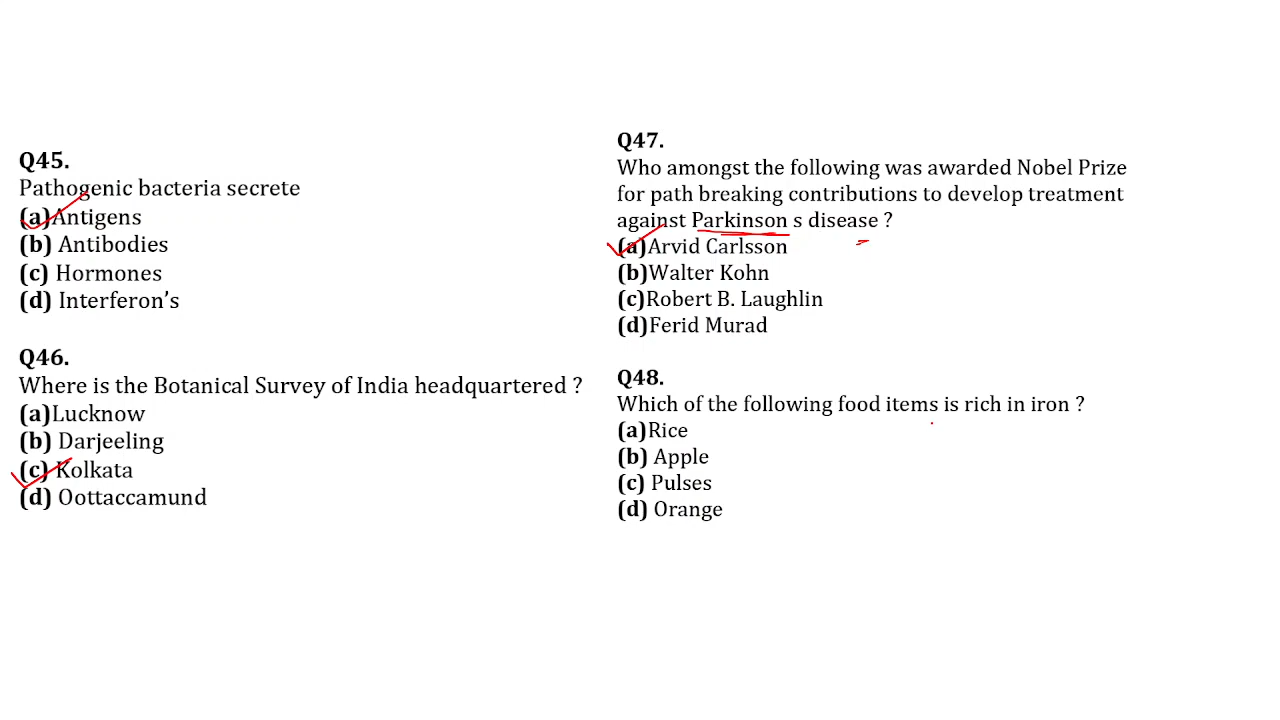 Q45.
Pathogenic bacteria secrete
(a)Antigens
(b) Antibodies
(c) Hormones
(d) Interferon’s
Q46.
Where is the Botanical Survey of India headquartered ?
(a)Lucknow
(b) Darjeeling
(c) Kolkata
(d) Oottaccamund
Q47.
Who amongst the following was awarded Nobel Prize
for path breaking contributions to develop treatment
against Parkinson s disease ?
(a)Arvid Carlsson
(b)Walter Kohn
(c)Robert B. Laughlin
(d)Ferid Murad
Q48.
Which of the following food items is rich in iron ?
(a)Rice
(b) Apple
(c) Pulses
(d) Orange